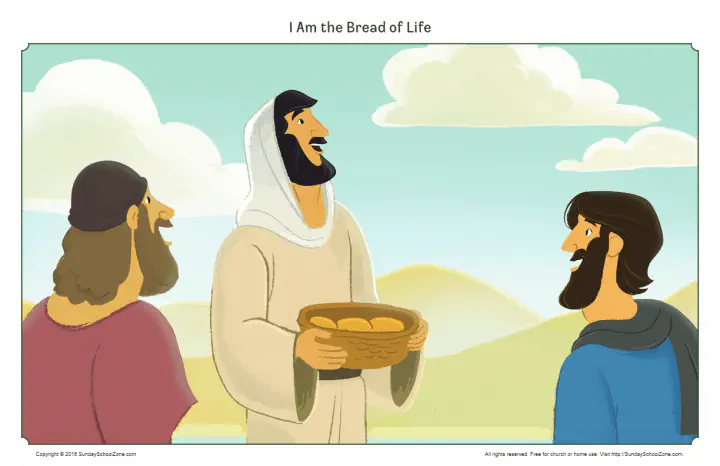 I Am the Bread of Life
Copyright © 2016 SundaySchoolZone.com
All rights reserved. Free for church or home use. Visit http://SundaySchoolZone.com.